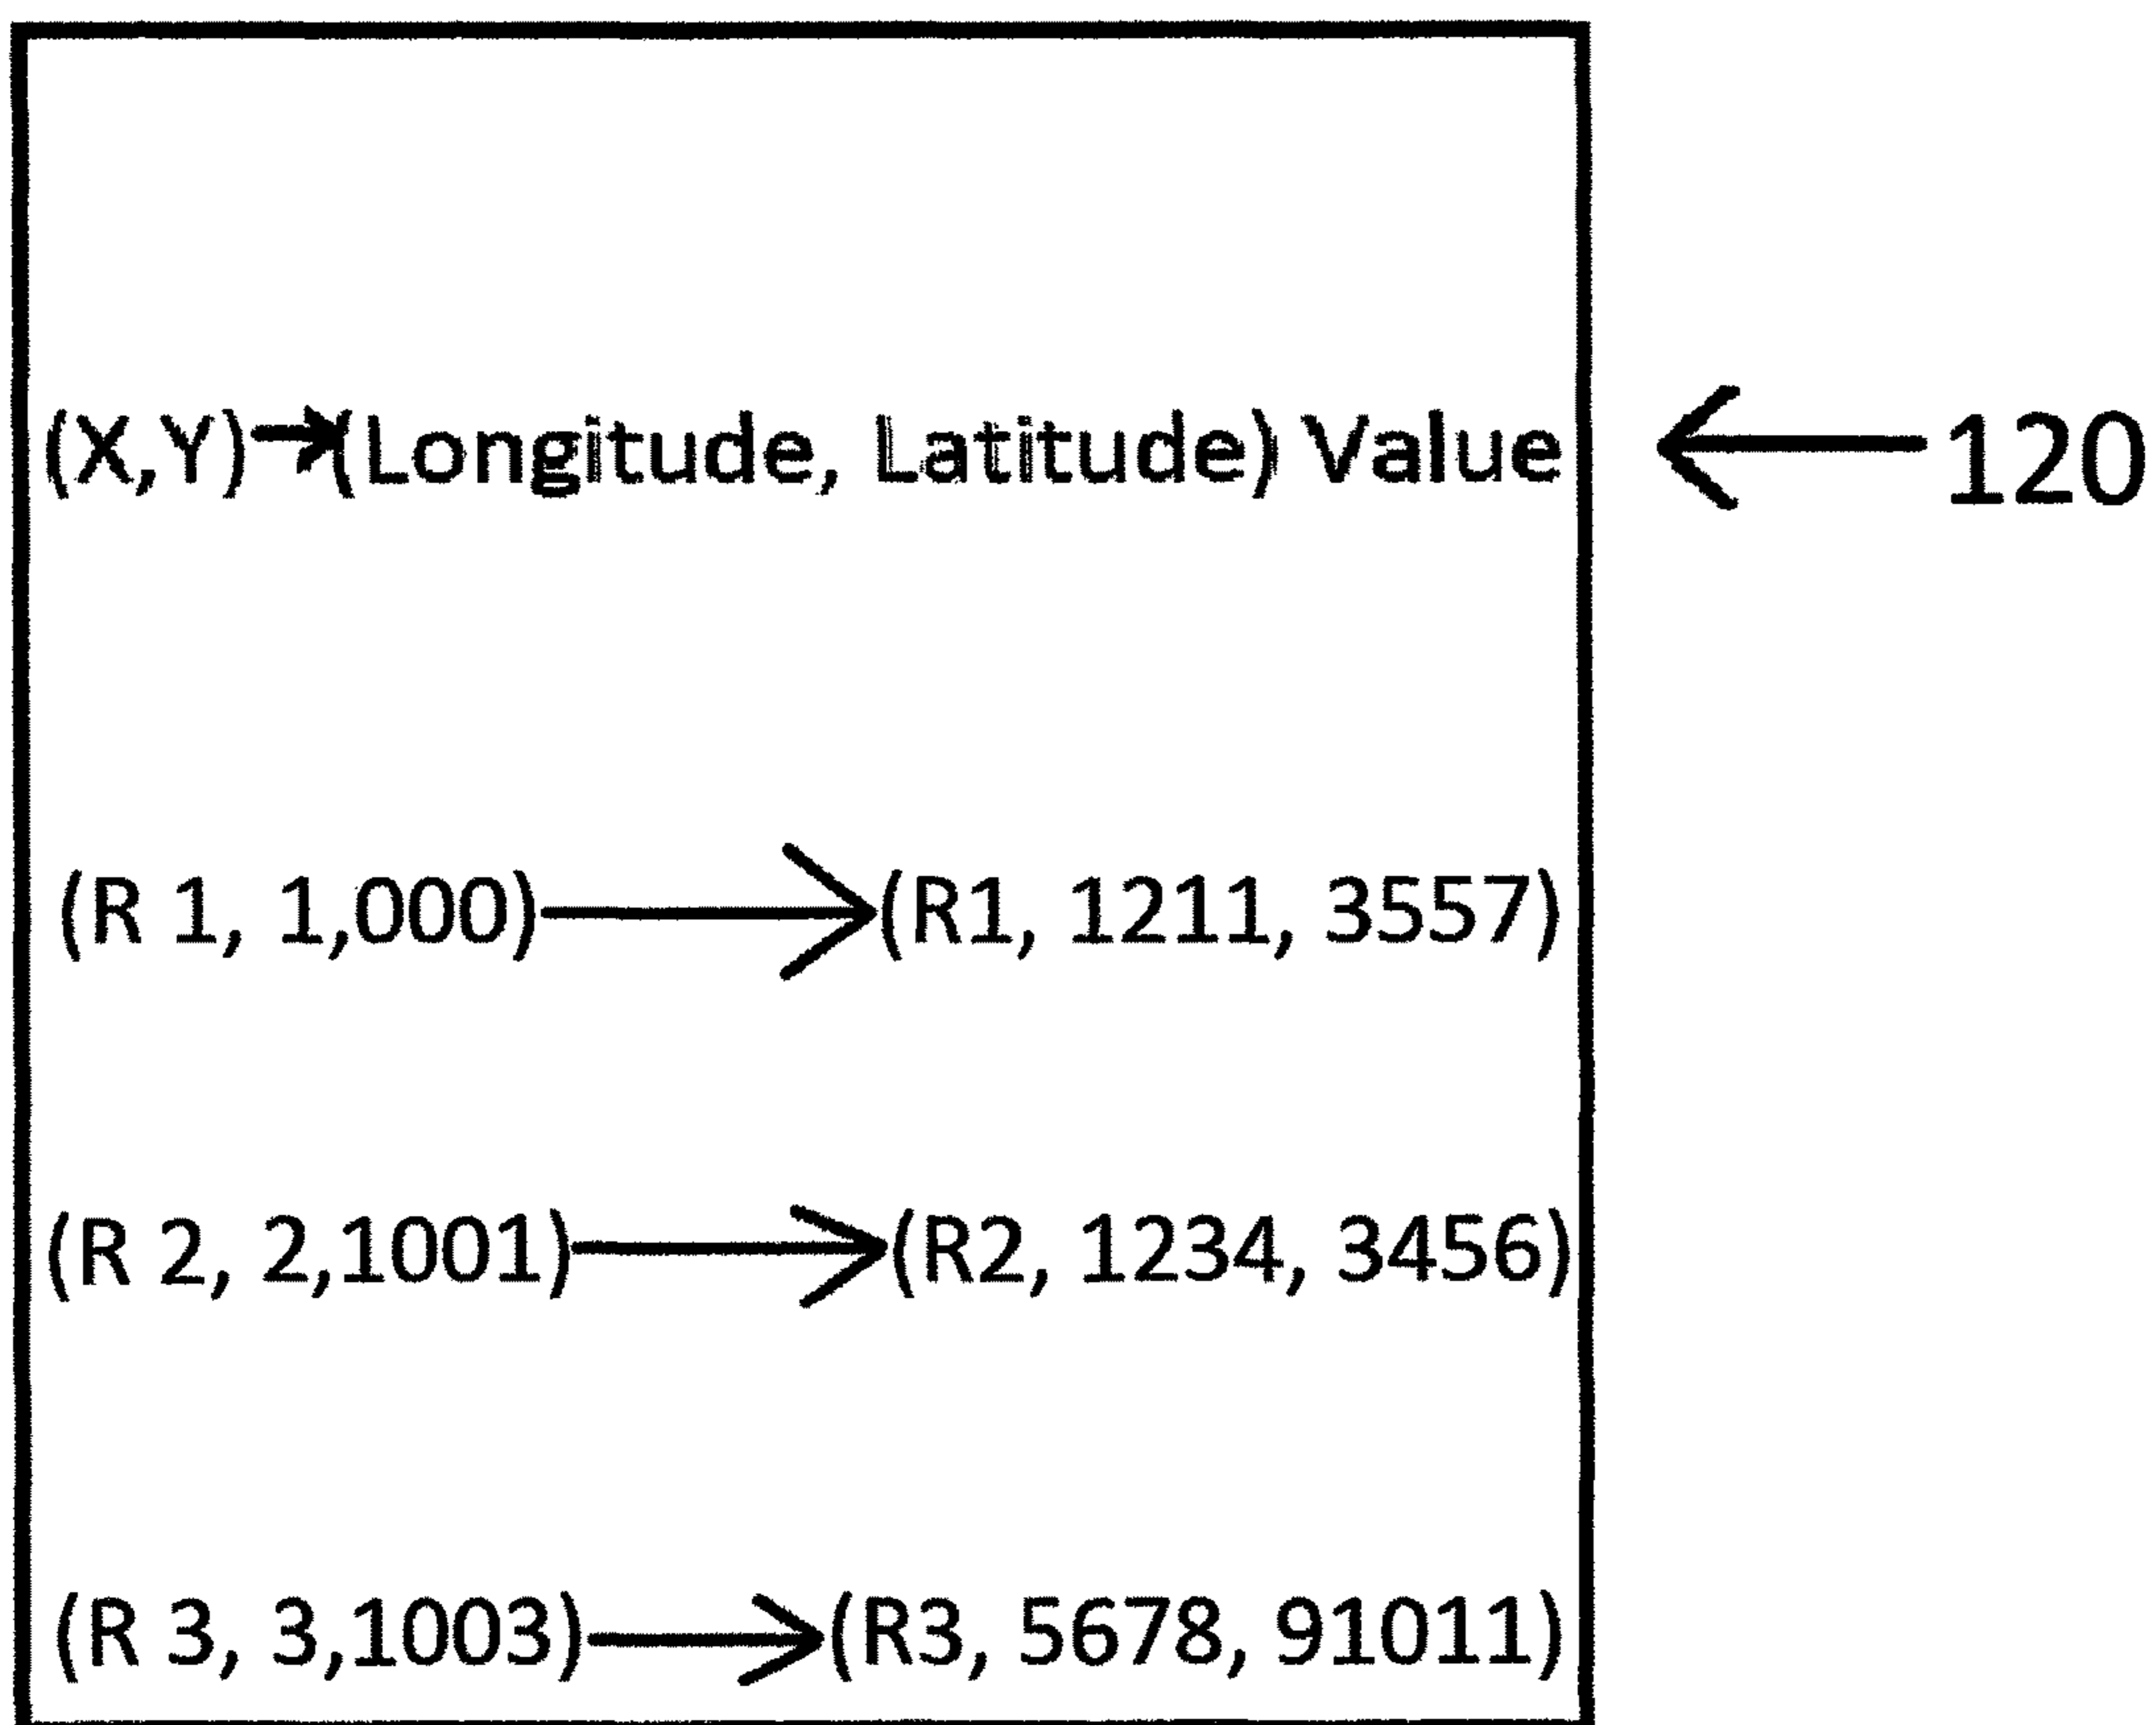 (X,Y)→(Longitude, Latitude) Value ← 120
(R 1, 1,000)→(R1, 1211, 3557)
(R 2, 2,1001)→(R2, 1234, 3456)
(R 3, 3,1003)→(R3, 5678, 91011)